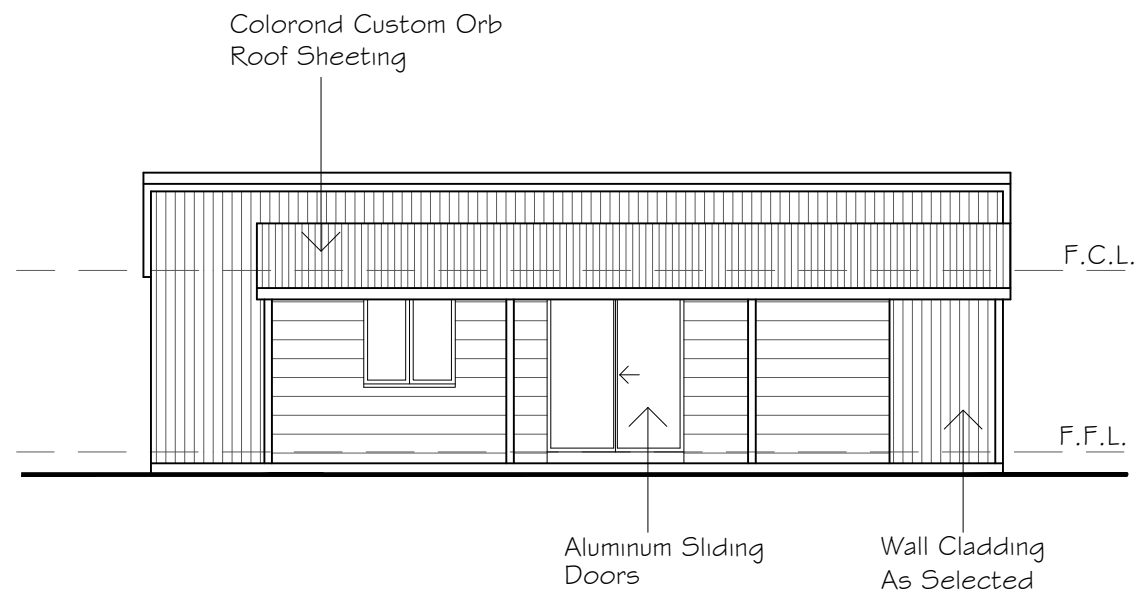 Colorond Custom Orb
Roof Sheeting
F.C.L.
F.F.L.
Aluminum Sliding
Doors
Wall Cladding
As Selected